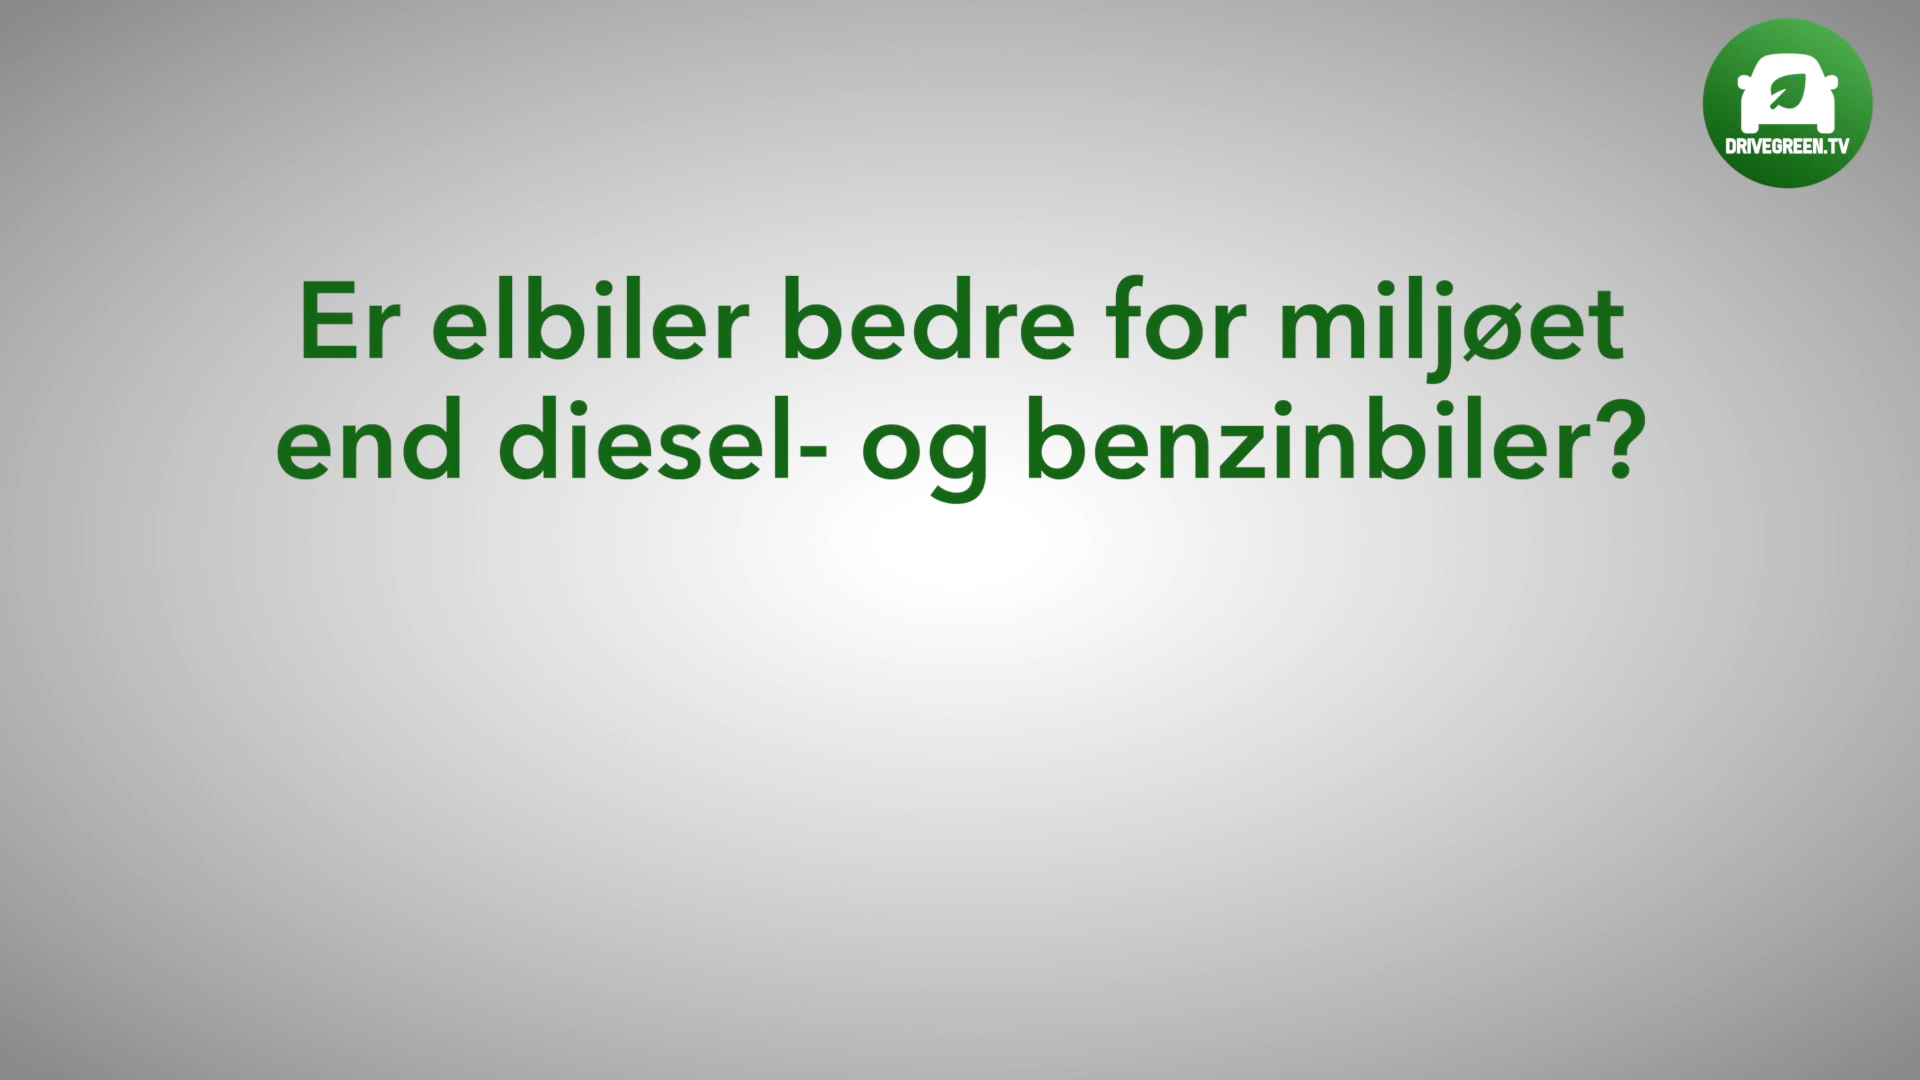 DRIVEGREEN.TV
Er elbiler bedre for miljøet
end diesel- og benzinbiler?